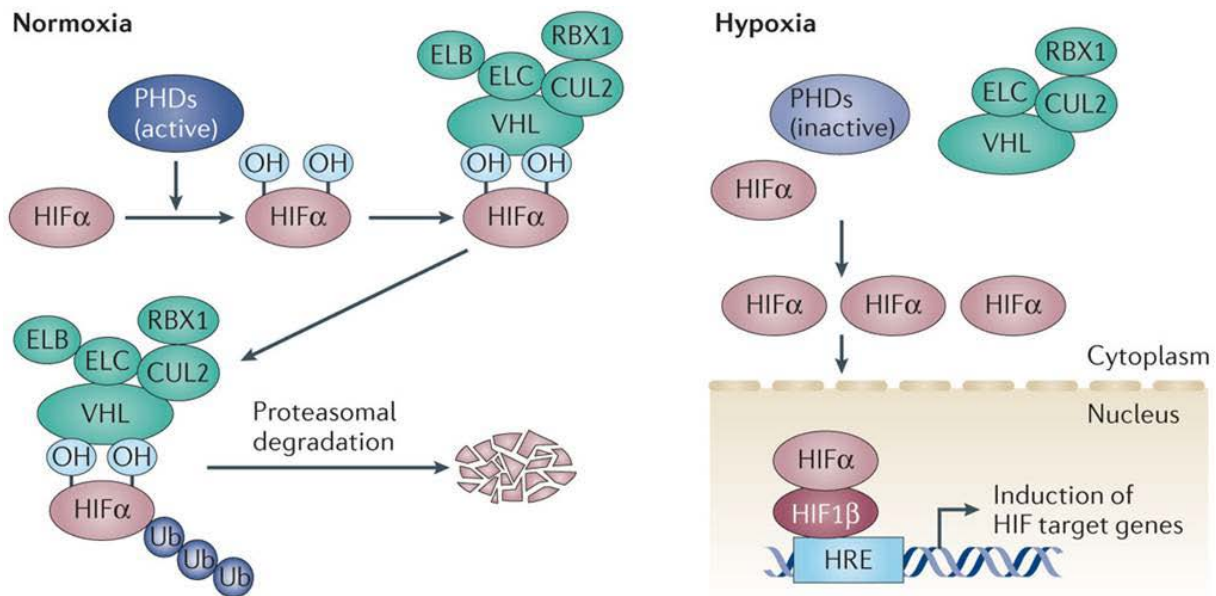 Normoxia
PHDs
(active)
HIFα
OH
OH
HIFα
ELB
ELC
RBX1
CUL2
VHL
OH
OH
HIFα
ELB
ELC
RBX1
CUL2
VHL
OH
OH
HIFα
Ub
Ub
Ub
Proteasomal
degradation
Hypoxia
PHDs
(inactive)
HIFα
RBX1
ELC
CUL2
VHL
HIFα
HIFα
HIFα
Cytoplasm
Nucleus
HIFα
HIF1β
HRE
Induction of
HIF target genes